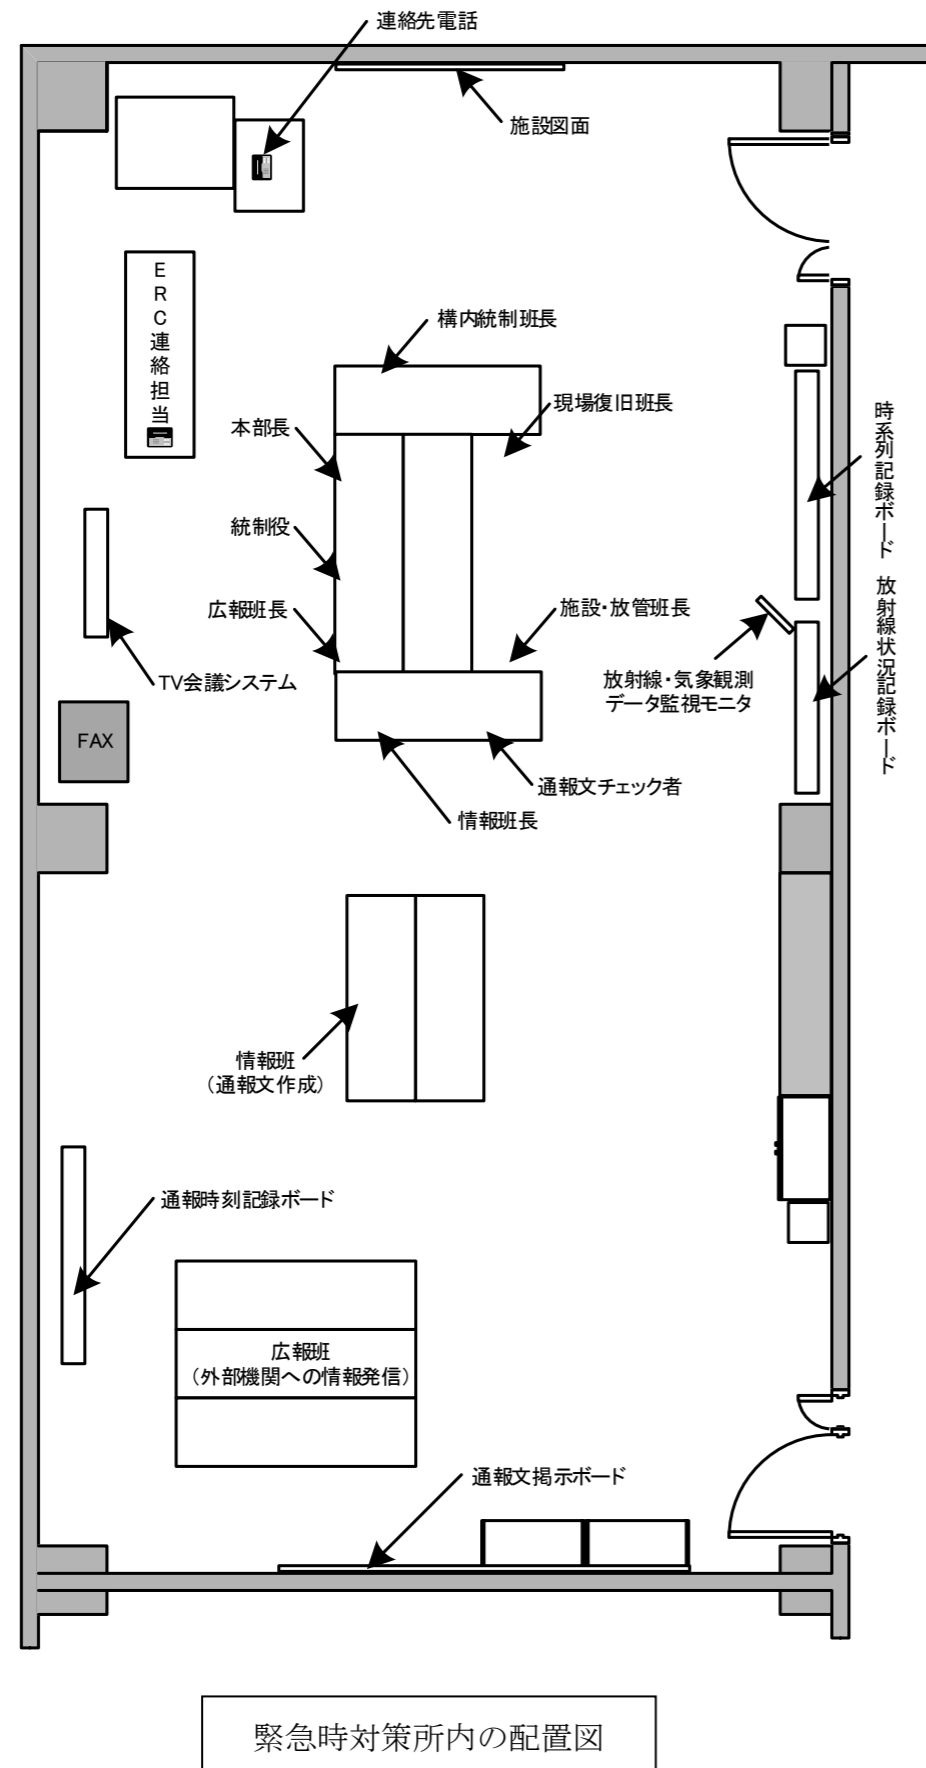 連絡先電話
施設図面
ERC連絡担当
構内統制班長
現場復旧班長
本部長
時系列記録ボード
統制役
放射線状況記録ボード
広報班長
施設・放管班長
TV会議システム
放射線・気象観測
データ監視モニタ
FAX
通報文チェック者
情報班長
情報班
（通報文作成）
通報時刻記録ボード
広報班
（外部機関への情報発信）
通報文掲示ボード
緊急時対策所内の配置図